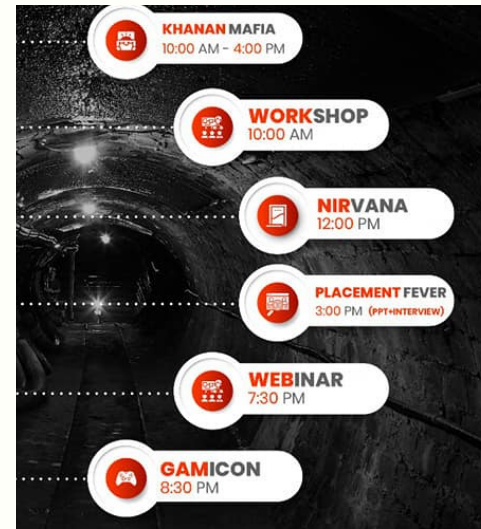 KHANAN MAFIA
10:00 AM - 4:00 PM
WORKSHOP
10:00 AM
NIRVANA
12:00 PM
PLACEMENT FEVER
3:00 PM (PPT+INTERVIEW)
WEBINAR
7:30 PM
GAMICON
8:30 PM